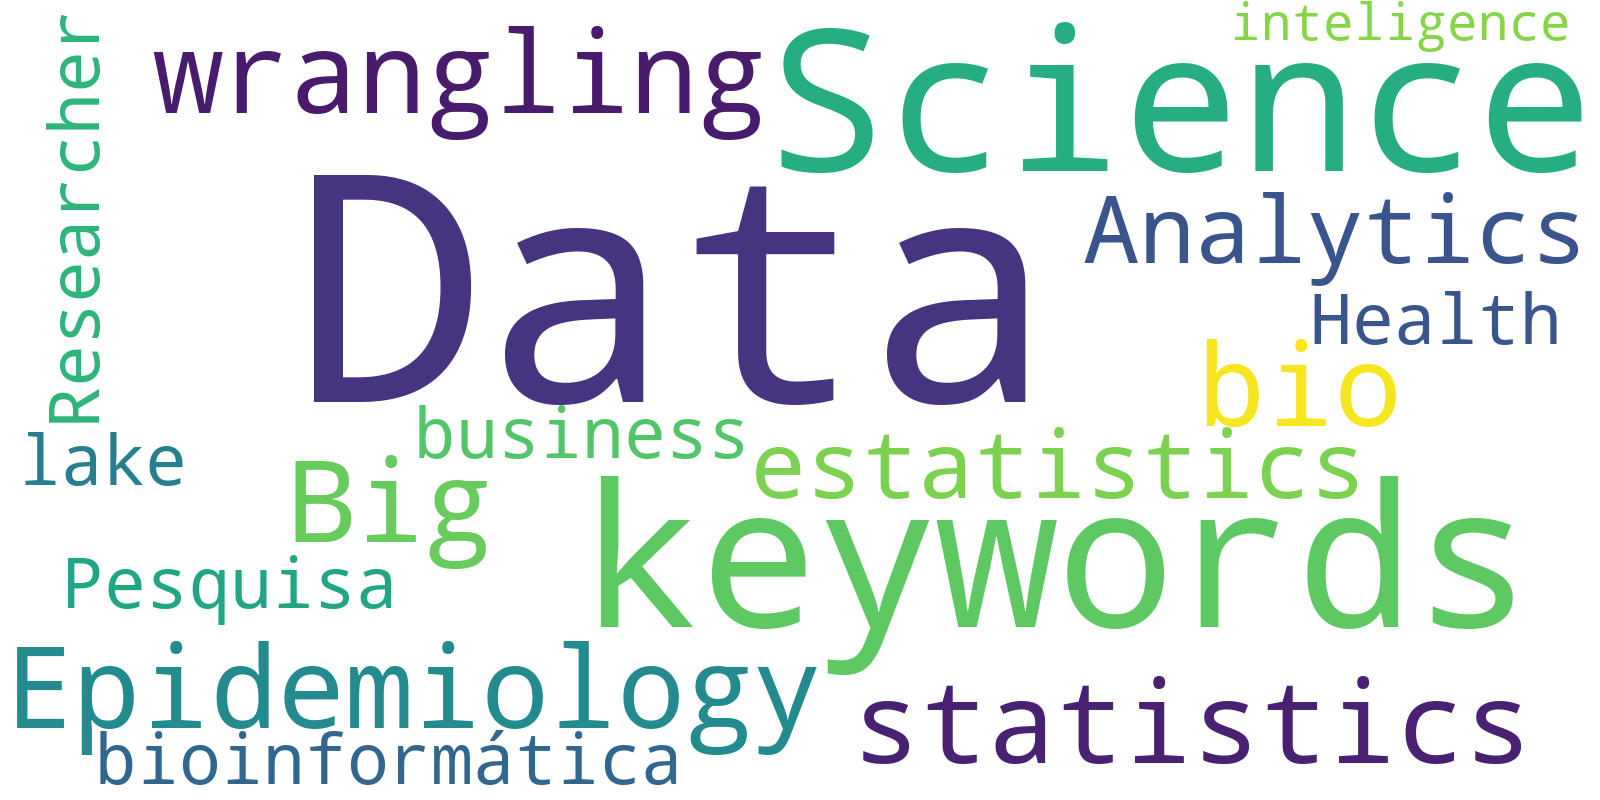 inteligence
wrangling
Science
Researcher
Data
Analytics
Health
bio
business
lake
estatistics
Big
keywords
Pesquisa
Epidemiology
statistics
bioinformática